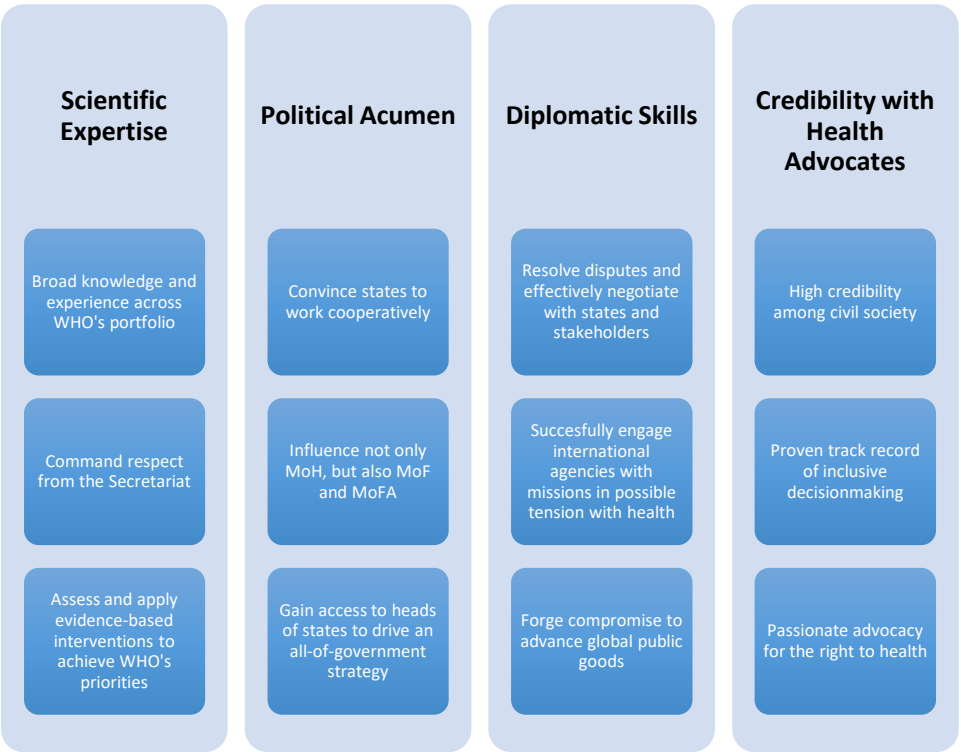 Scientific
Expertise
Broad knowledge and
experience across
WHO's portfolio
Command respect
from the Secretariat
Assess and apply
evidence-based
interventions to
achieve WHO's
priorities
Political Acumen
Convince states to
work cooperatively
Influence not only
MoH, but also MoF
and MoFA
Gain access to heads
of states to drive an
all-of-government
strategy
Diplomatic Skills
Resolve disputes and
effectively negotiate
with states and
stakeholders
Succesfully engage
international
agencies with
missions in possible
tension with health
Forge compromise to
advance global public
goods
Credibility with
Health
Advocates
High credibility
among civil society
Proven track record
of inclusive
decisionmaking
Passionate advocacy
for the right to health